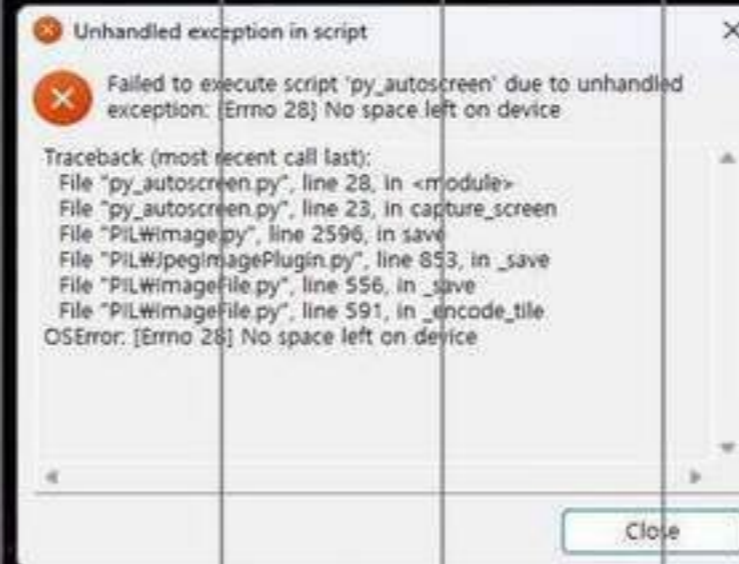 Unhandled exception in script
Failed to execute script 'py_autoscreen' due to unhandled
exception: [Errno 28] No space left on device
Traceback (most recent call last):
File "py_autoscreen.py", line 28, in <module>
File "py_autoscreen.py", line 23, in capture_screen
File "PIL₩Image.py", line 2596, in save
File "PIL₩JpegImagePlugin.py", line 853, in _save
File "PIL₩ImageFile.py", line 556, in _save
File "PIL₩ImageFile.py", line 591, in _encode_tile
OSError: [Errno 28] No space left on device
Close